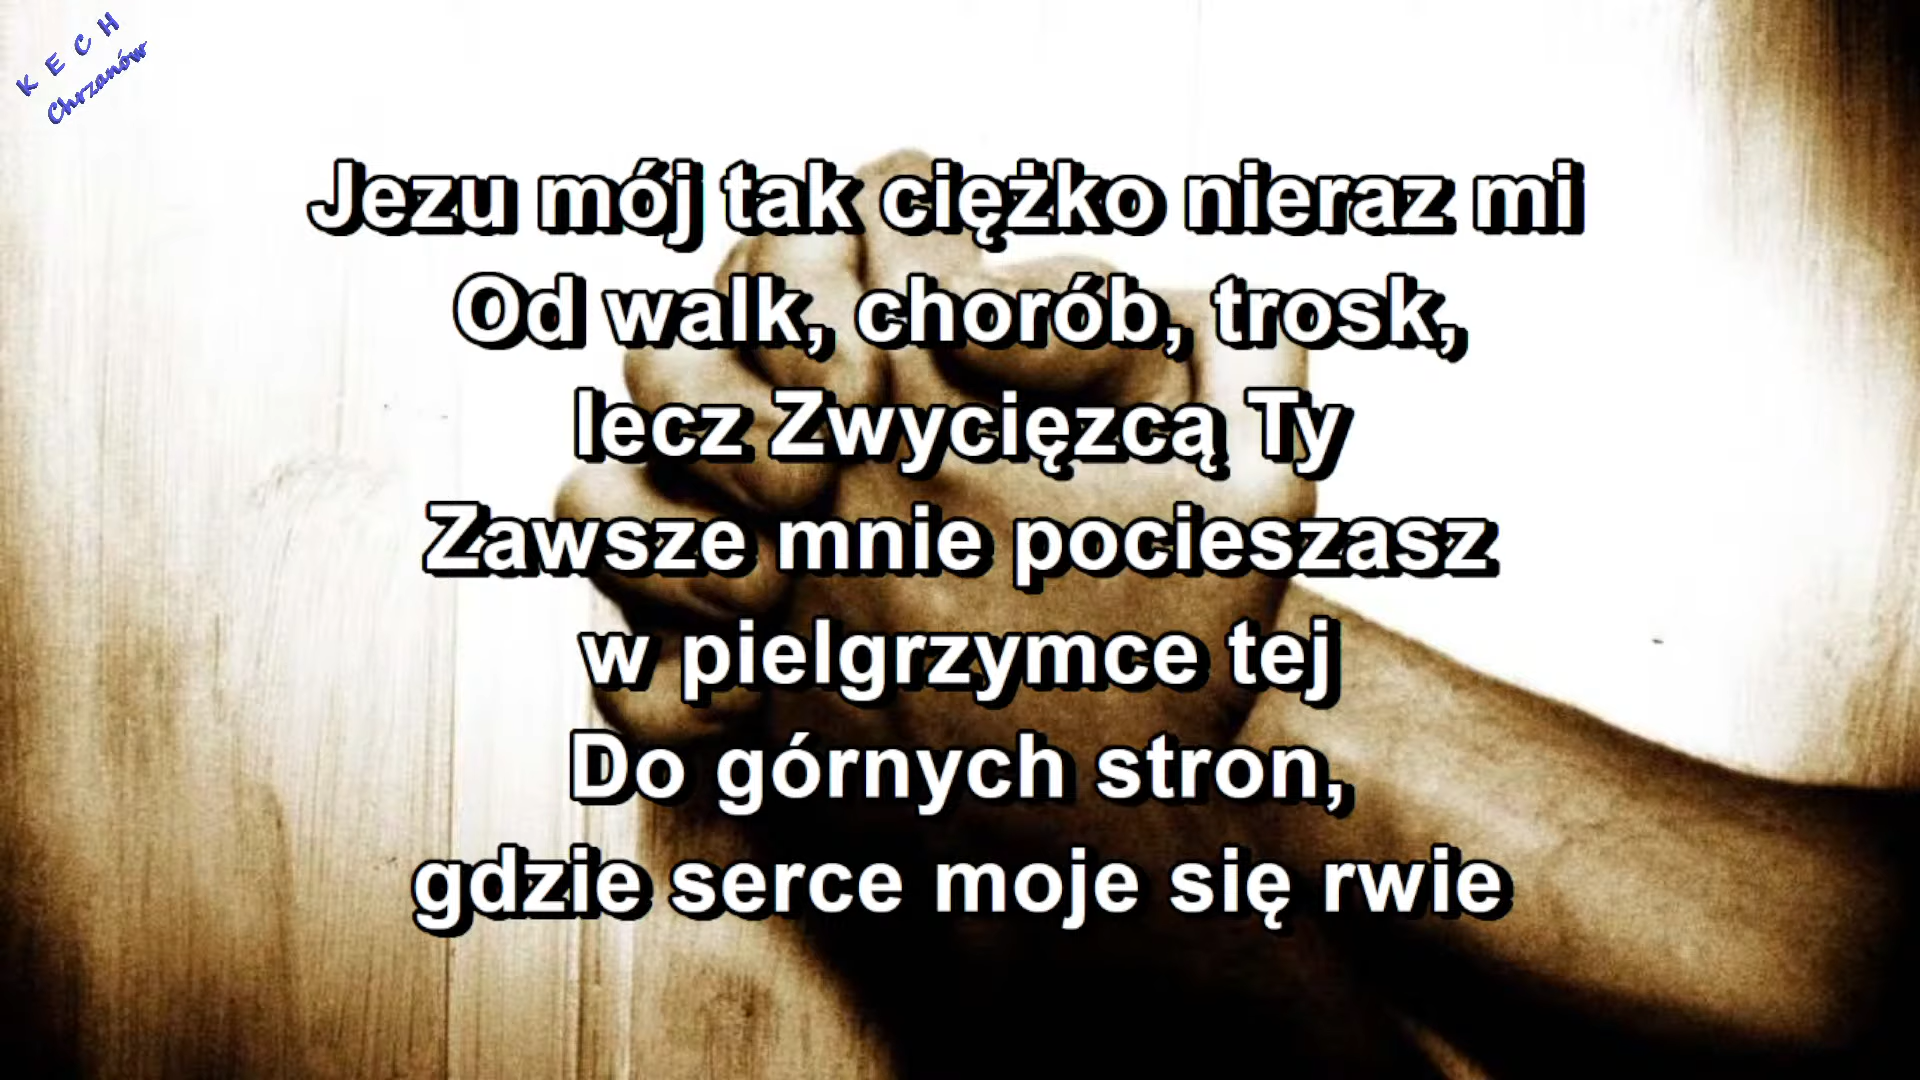 K E C H
Chrzanów
Jezu mój tak ciężko nieraz mi
Od walk, chorób, trosk,
lecz Zwycięzcą Ty
Zawsze mnie pocieszasz
w pielgrzymce tej
Do górnych stron,
gdzie serce moje się rwie